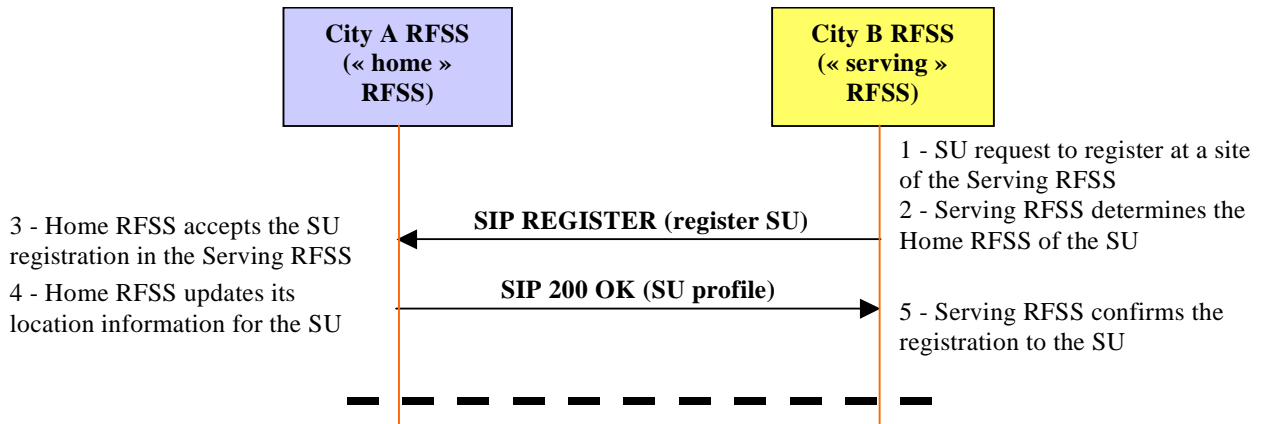 City A RFSS
(« home »
RFSS)
City B RFSS
(« serving »
RFSS)
1 - SU request to register at a site
of the Serving RFSS
2 - Serving RFSS determines the
Home RFSS of the SU
SIP REGISTER (register SU)
3 - Home RFSS accepts the SU
registration in the Serving RFSS
4 - Home RFSS updates its
location information for the SU
SIP 200 OK (SU profile)
5 - Serving RFSS confirms the
registration to the SU